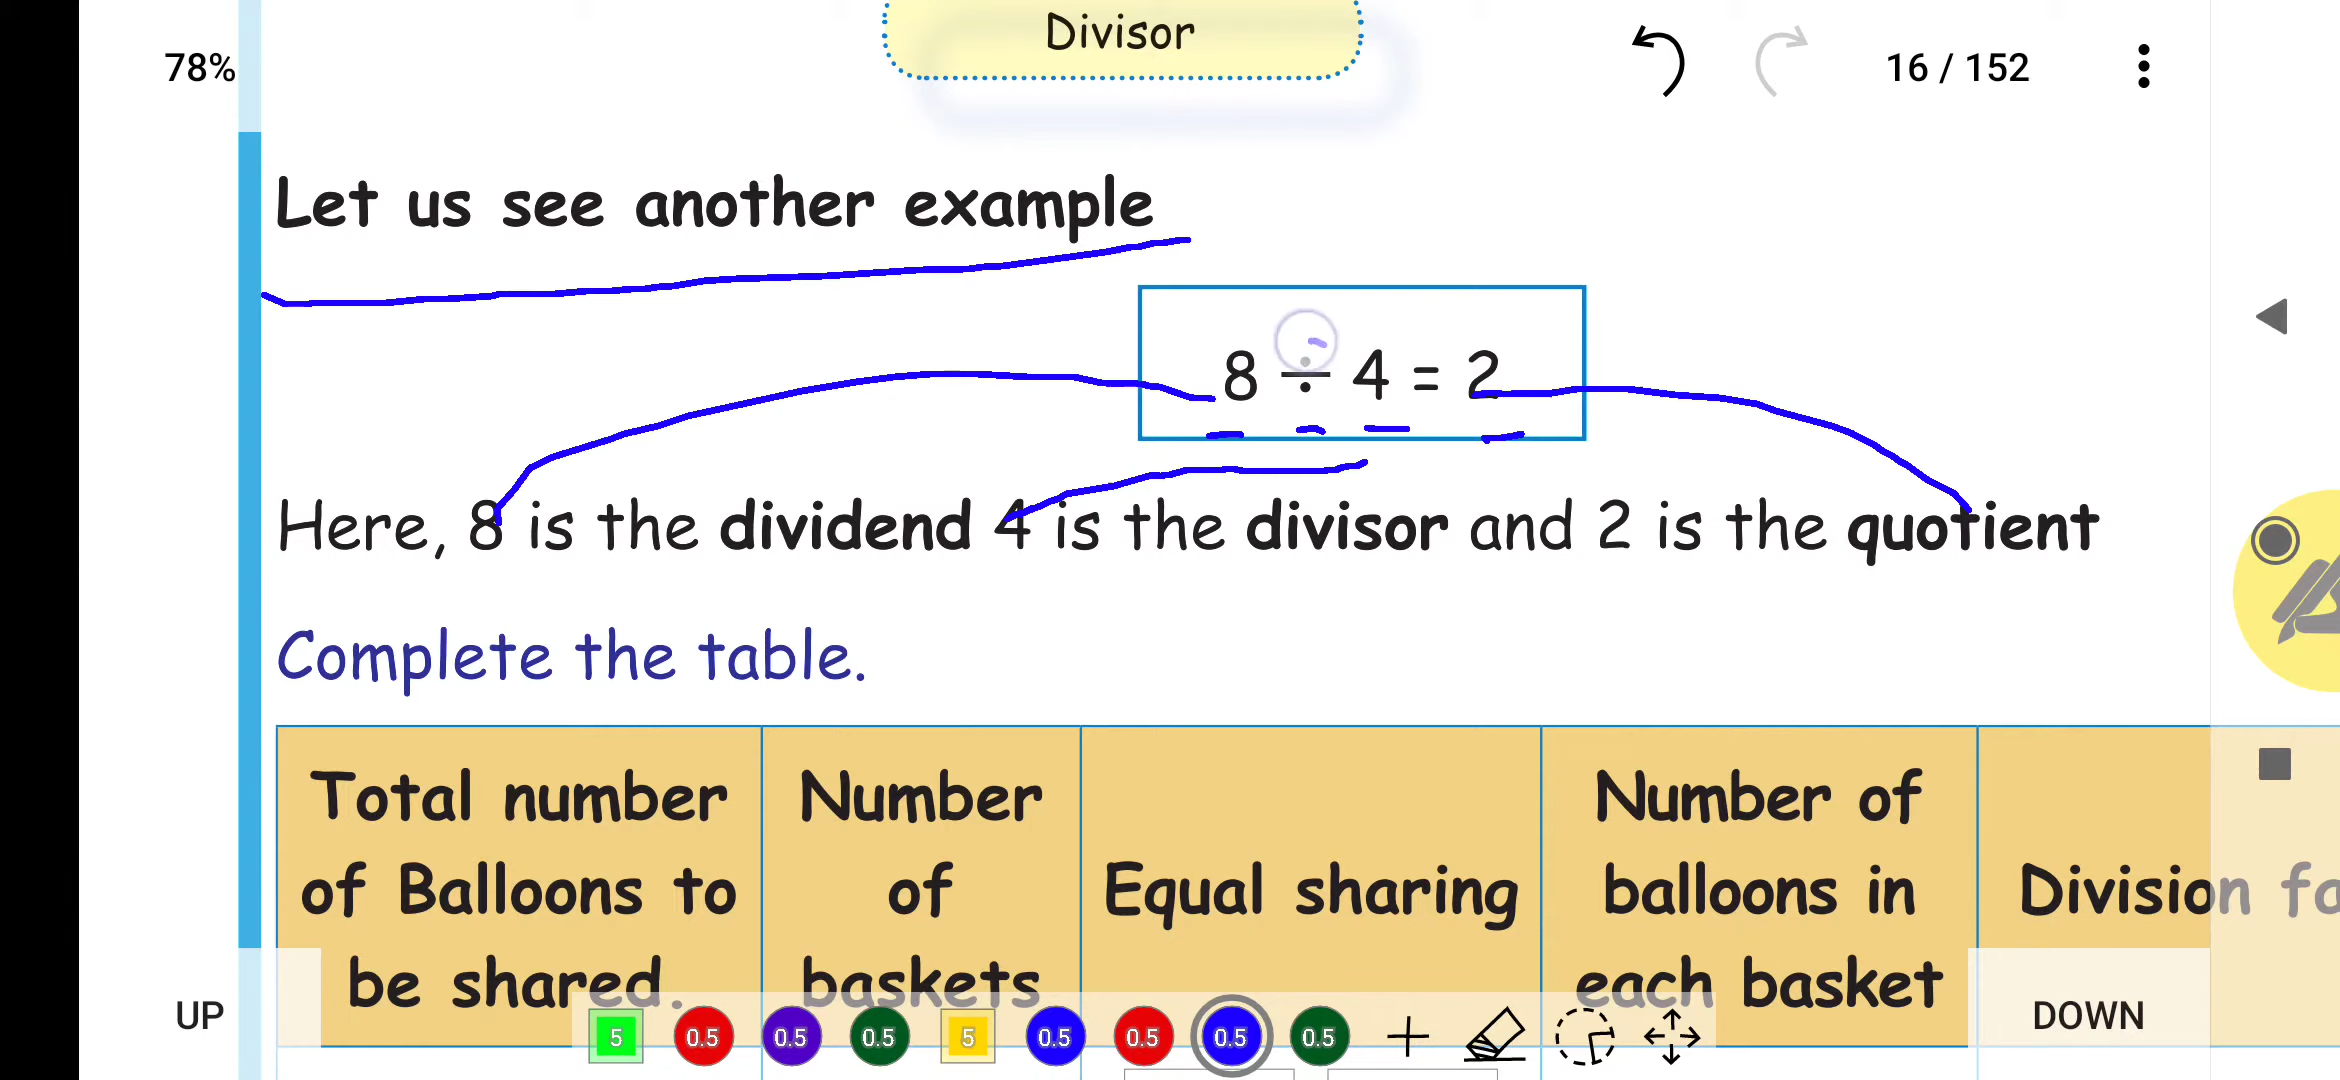 Divisor
78%
16 / 152
Let us see another example
8 ÷ 4 = 2
Here, 8 is the dividend 4 is the divisor and 2 is the quotient
Complete the table.
Total number of Balloons to be shared.
Number of baskets
Equal sharing
Number of balloons in each basket
Division fa
UP
5 0.5 0.5 0.5 5 0.5 0.5 0.5 0.5
DOWN